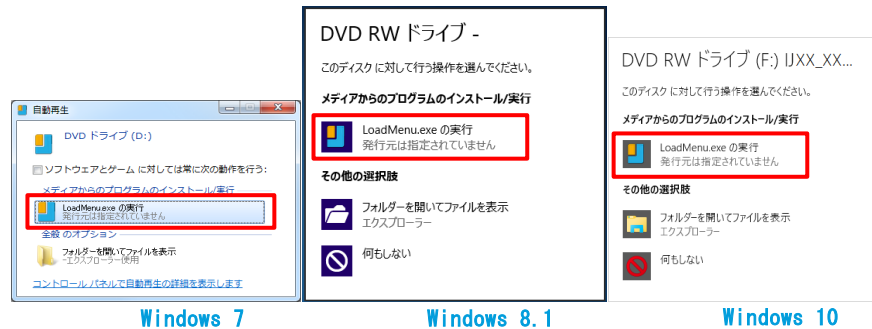 自動再生
DVD ドライブ (D:)
ソフトウェアとゲーム に対しては常に次の動作を行う:
メディアからのプログラムのインストール/実行
LoadMenu.exe の実行
発行元は指定されていません
全般 のオプション
フォルダーを開いてファイルを表示
-エクスプローラー使用
コントロール パネルで自動再生の詳細を表示します
Windows 7
DVD RW ドライブ -
このディスク に対して行う操作を選んでください。
メディアからのプログラムのインストール/実行
LoadMenu.exe の実行
発行元は指定されていません
その他の選択肢
フォルダーを開いてファイルを表示
エクスプローラー
何もしない
Windows 8.1
DVD RW ドライブ (F:) IJXX_XX...
このディスク に対して行う操作を選んでください。
メディアからのプログラムのインストール/実行
LoadMenu.exe の実行
発行元は指定されていません
その他の選択肢
フォルダーを開いてファイルを表示
エクスプローラー
何もしない
Windows 10